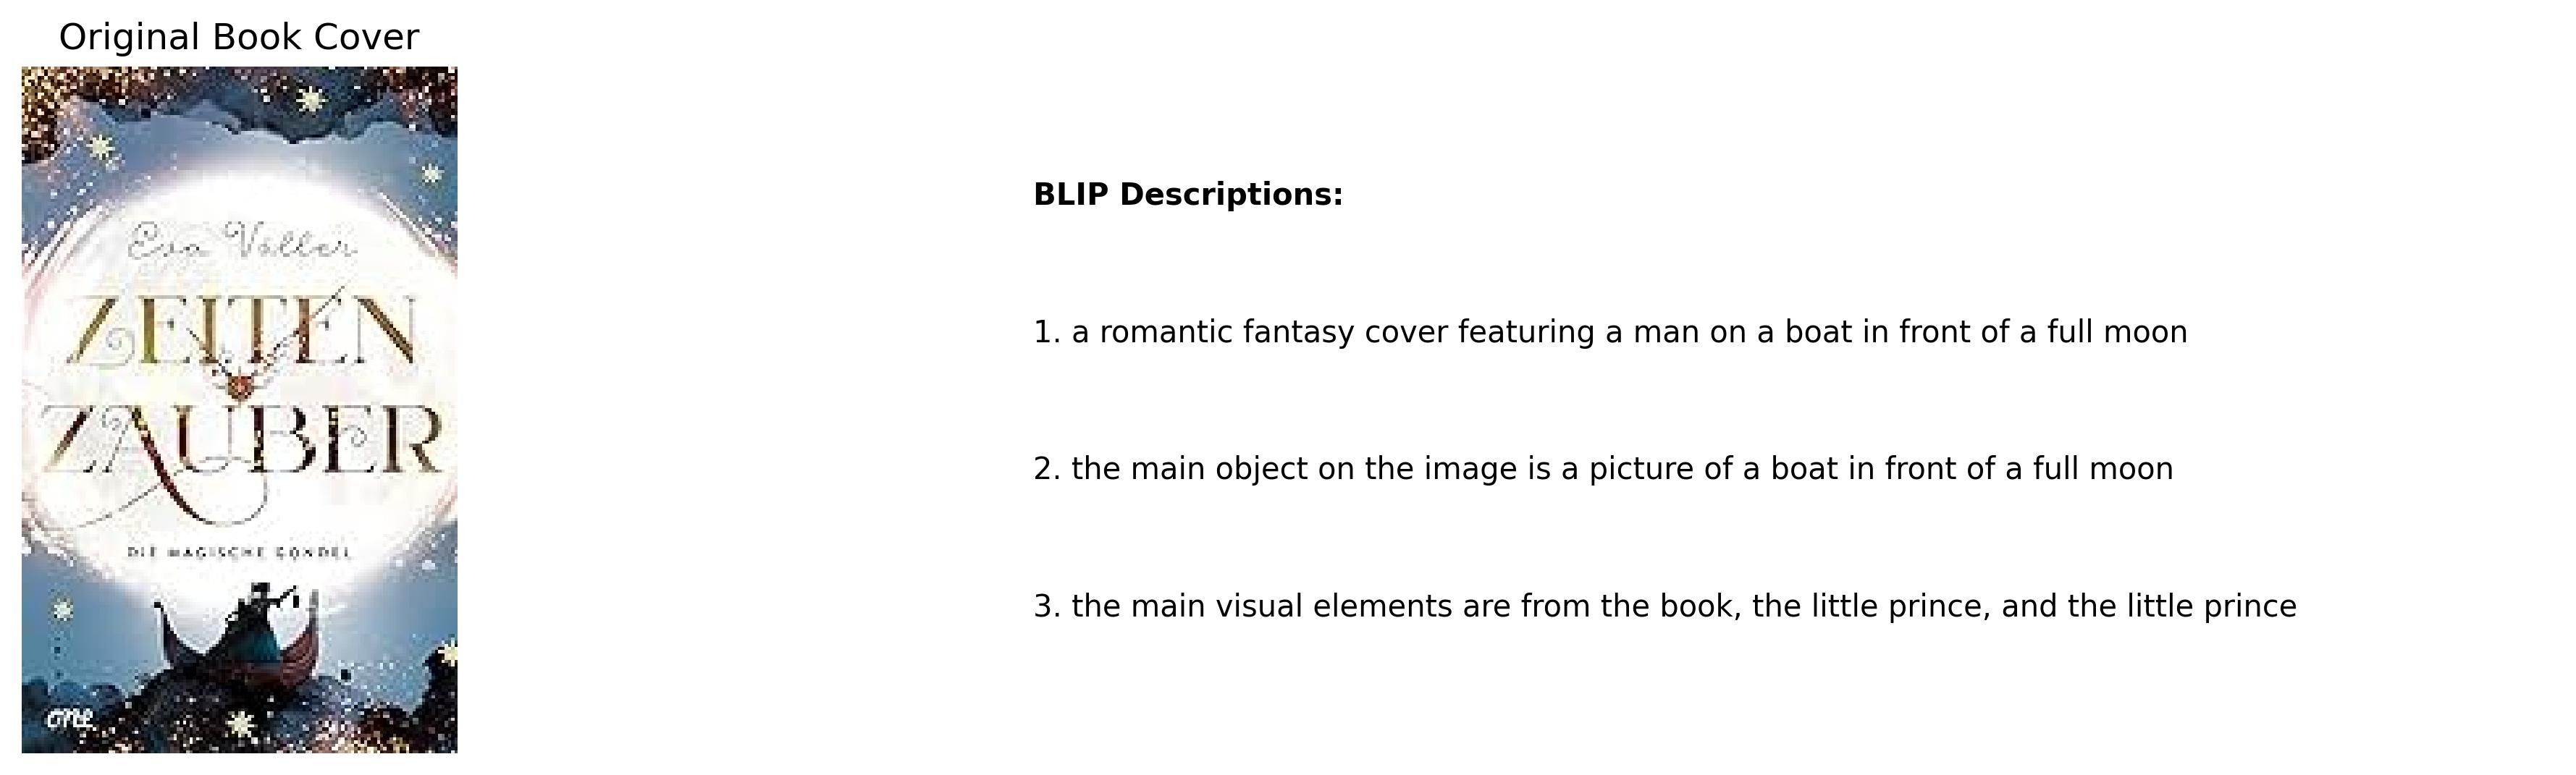 Original Book Cover
Eva Völler
ZEITEN
ZAUBER
DIE MAGISCHE GONDEL
one
BLIP Descriptions:
1. a romantic fantasy cover featuring a man on a boat in front of a full moon
2. the main object on the image is a picture of a boat in front of a full moon
3. the main visual elements are from the book, the little prince, and the little prince